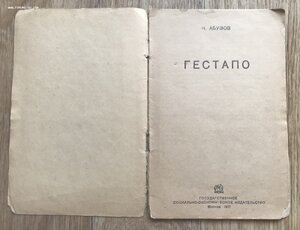 Н. АБУЗОВ
ГЕСТАПО
ГОСУДАРСТВЕННОЕ
СОЦИАЛЬНО-ЭКОНОМИЧЕСКОЕ ИЗДАТЕЛЬСТВО
Москва